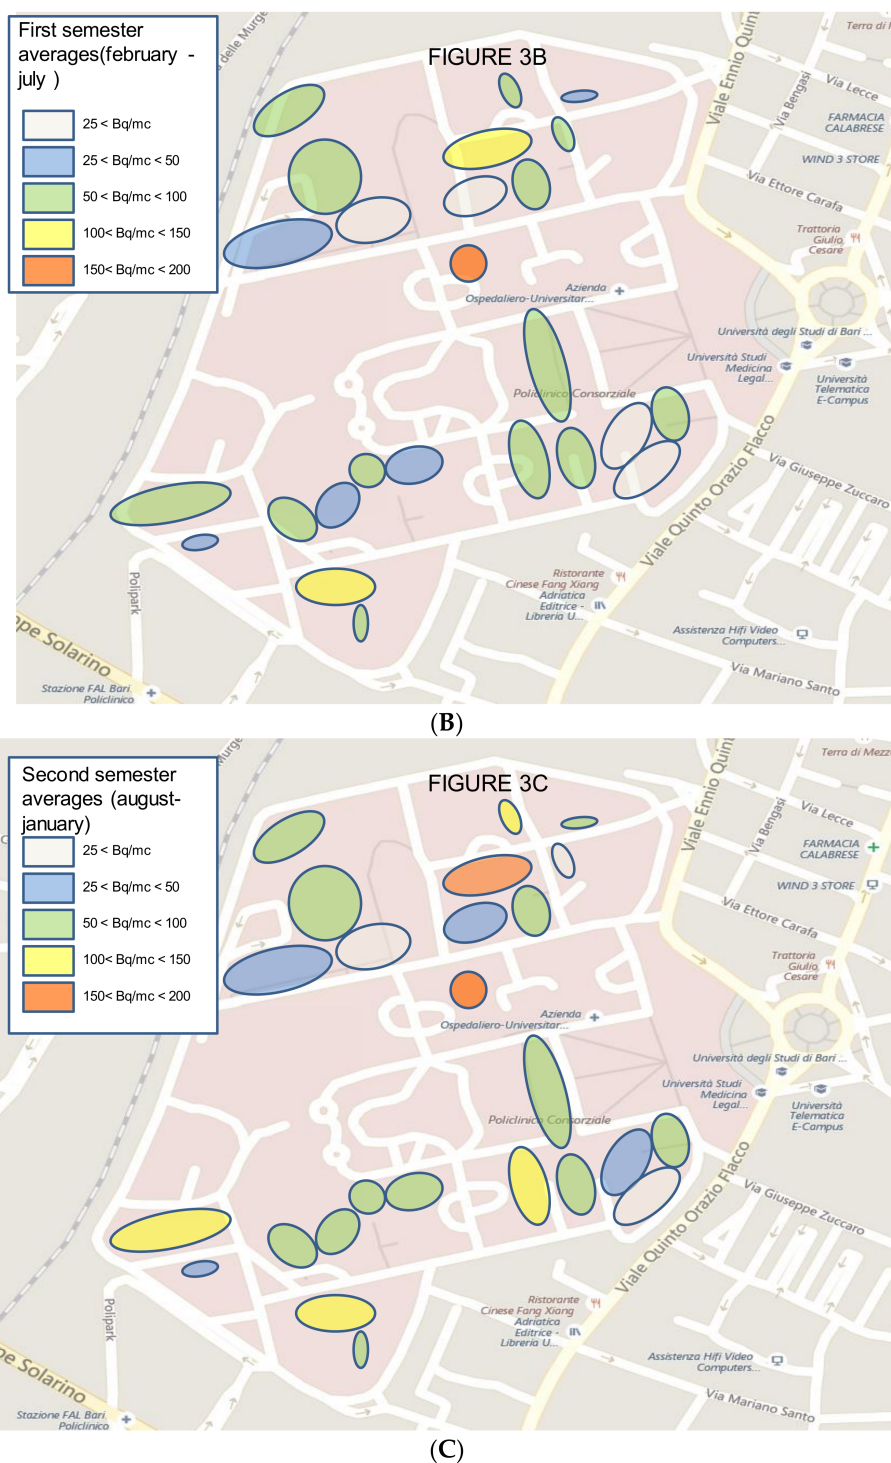 First semester
averages(february -
july )
25 < Bq/mc
25 < Bq/mc < 50
50 < Bq/mc < 100
100< Bq/mc < 150
150< Bq/mc < 200
FIGURE 3B
Viale Ennio Quin
Terra di
Via Lecce
Via Bengasi
FARMACIA
CALABRESE
WIND 3 STORE
Via Ettore Carafa
Trattoria
Giulio
Cesare
Azienda
Ospedaliero-Universitar...
Università degli Studi di Bari ...
Università Studi
Medicina
Legal...
Università
Telematica
E-Campus
Policlinico Consorziale
Viale Quinto Orazio Flacco
Via Giuseppe Zuccaro
Polipark
Ristorante
Cinese Fang Xiang
Adriatica
Editrice -
Libreria U...
Assistenza Hifi Video
Computers...
Via Mariano Santo
ppe Solarino
Stazione FAL Bari
Policlinico
della Murge
(B)
Second semester
averages (august-
january)
25 < Bq/mc
25 < Bq/mc < 50
50 < Bq/mc < 100
100< Bq/mc < 150
150< Bq/mc < 200
FIGURE 3C
Murge
Viale Ennio Quint
Terra di Mezz
Via Lecce
Via Bengasi
FARMACIA
CALABRESE
WIND 3 STORE
Via Ettore Carafa
Trattoria
Giulio
Cesare
Azienda
Ospedaliero-Universitar...
Università degli Studi di Bari ...
Università Studi
Medicina
Legal...
Università
Telematica
E-Campus
Policlinico Consorziale
Viale Quinto Orazio Flacco
Via Giuseppe Zuccaro
Polipark
Ristorante
Cinese Fang Xiang
Adriatica
Editrice -
Libreria U...
Assistenza Hifi Video
Computers...
Via Mariano Santo
pe Solarino
Stazione FAL Bari
Policlinico
(C)